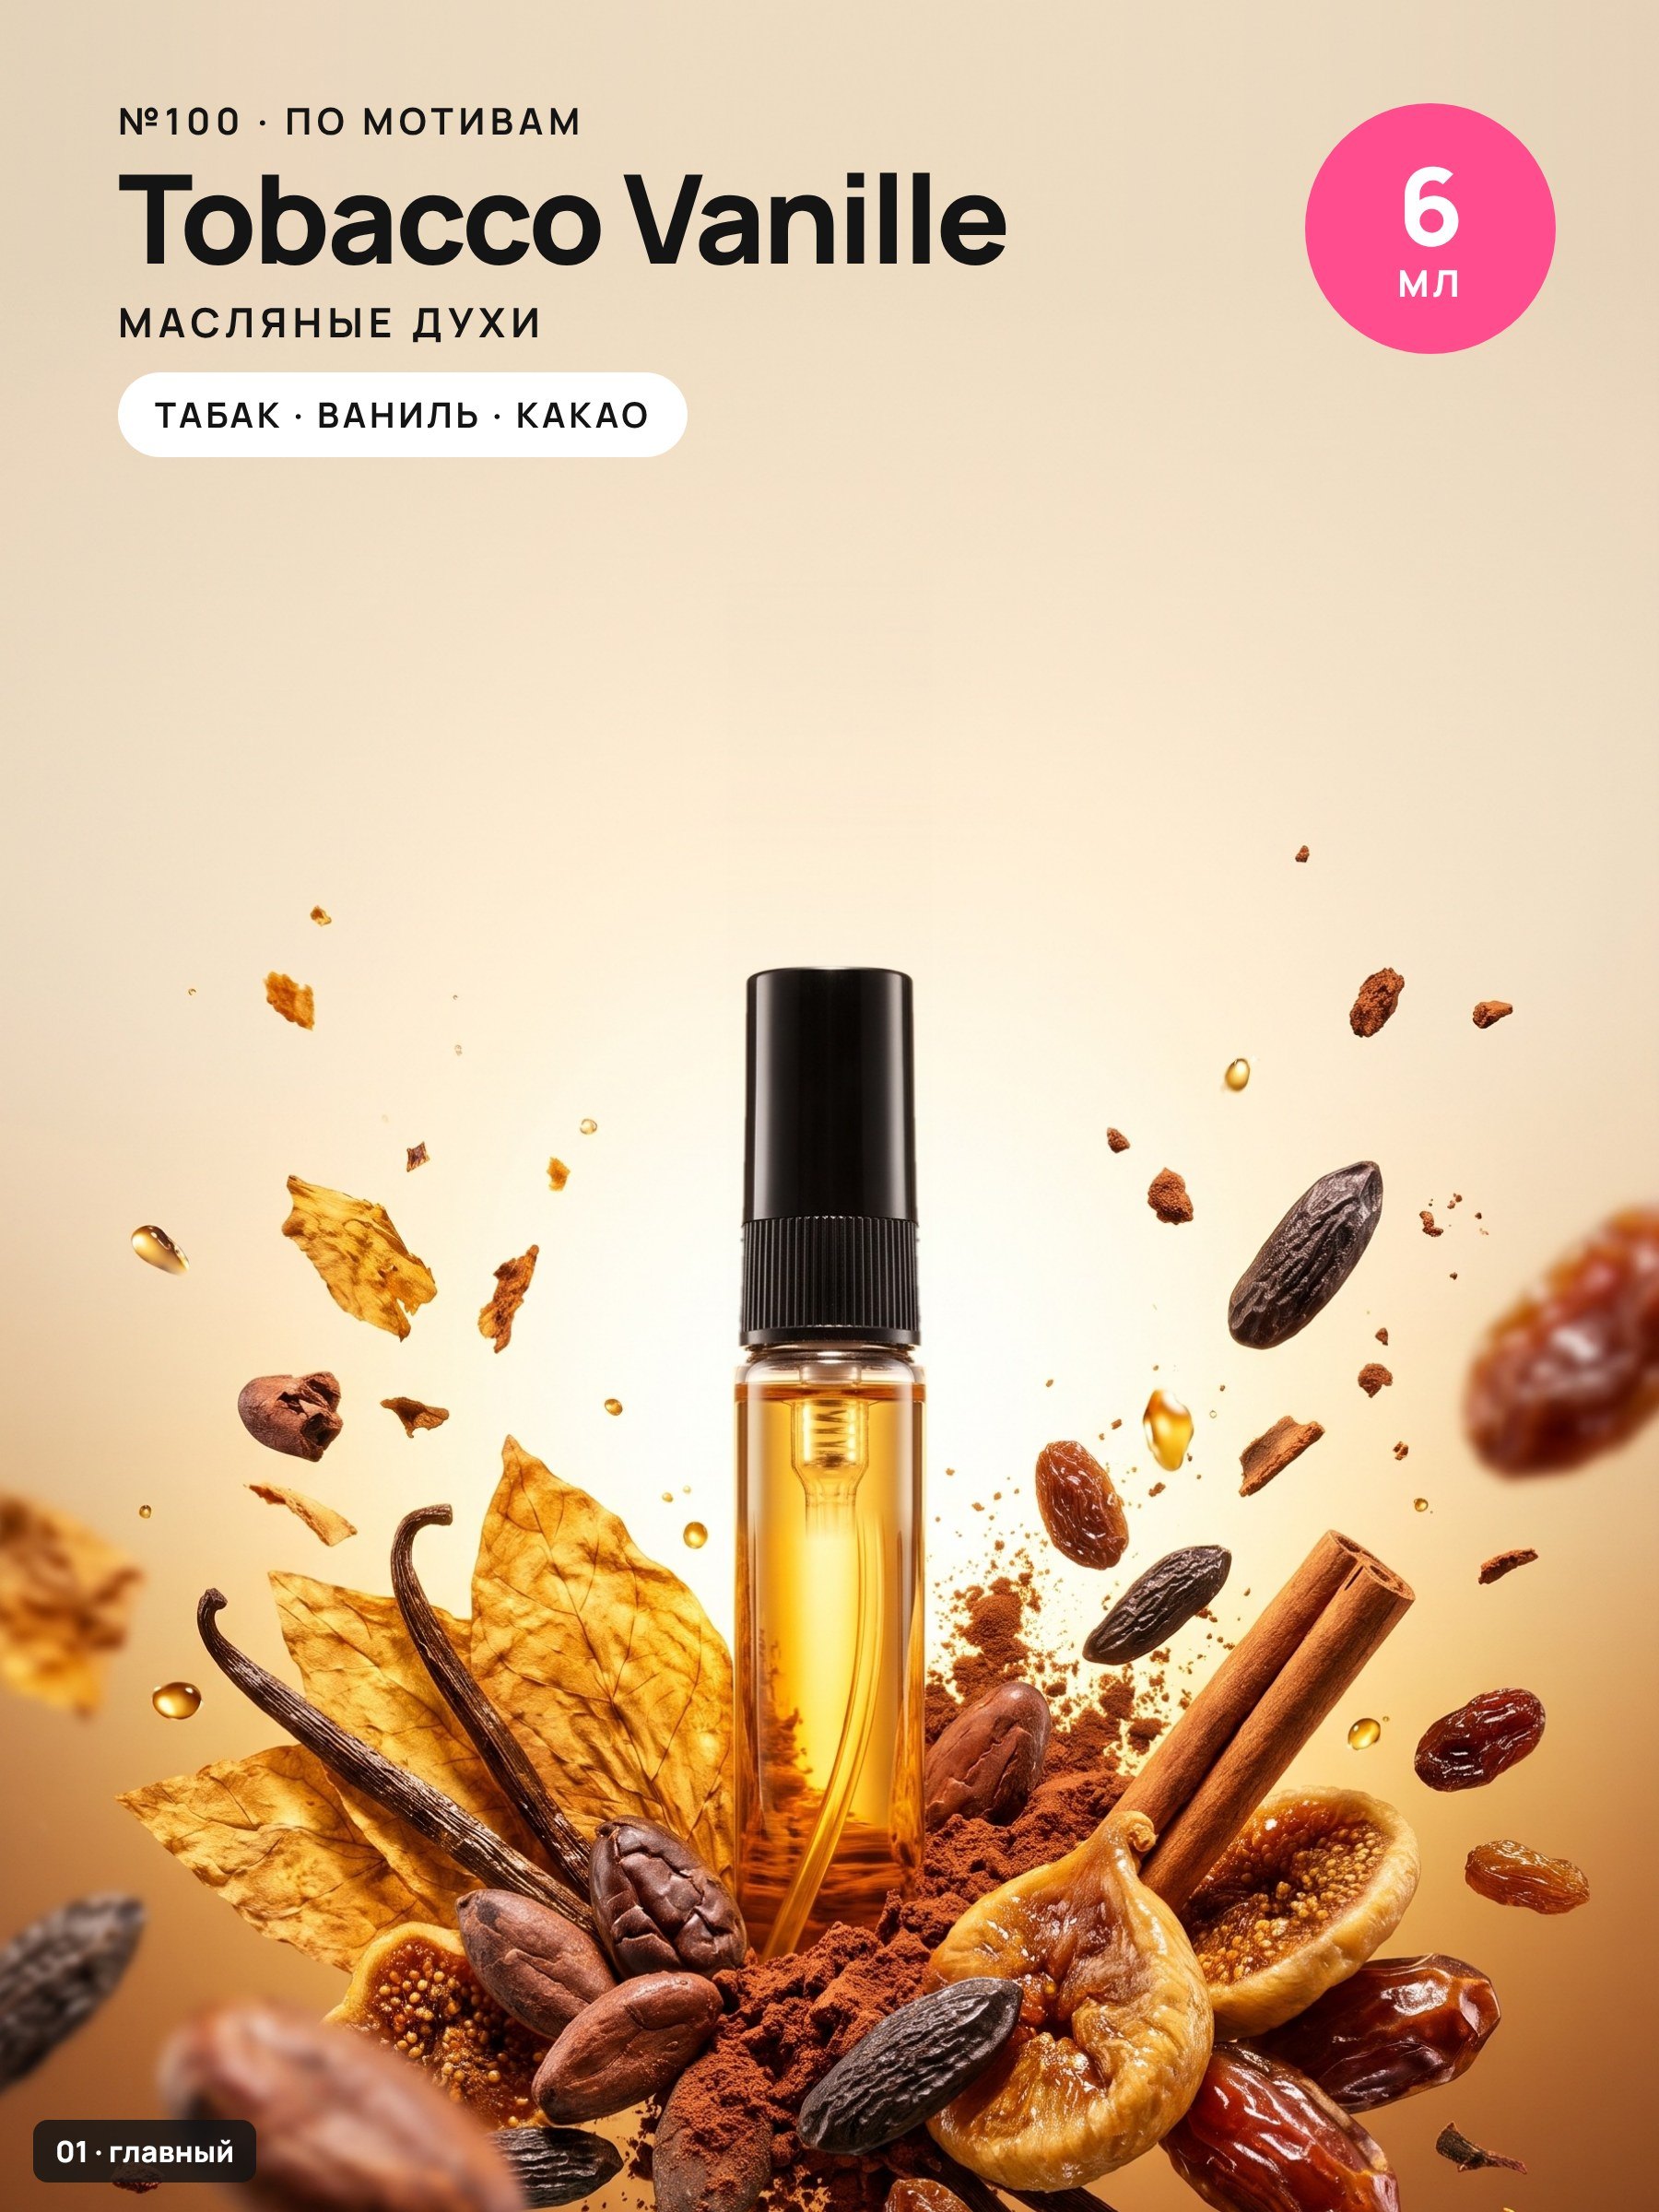 №100 · ПО МОТИВАМ
Tobacco Vanille
МАСЛЯНЫЕ ДУХИ
ТАБАК · ВАНИЛЬ · КАКАО
6
МЛ
01 · главный